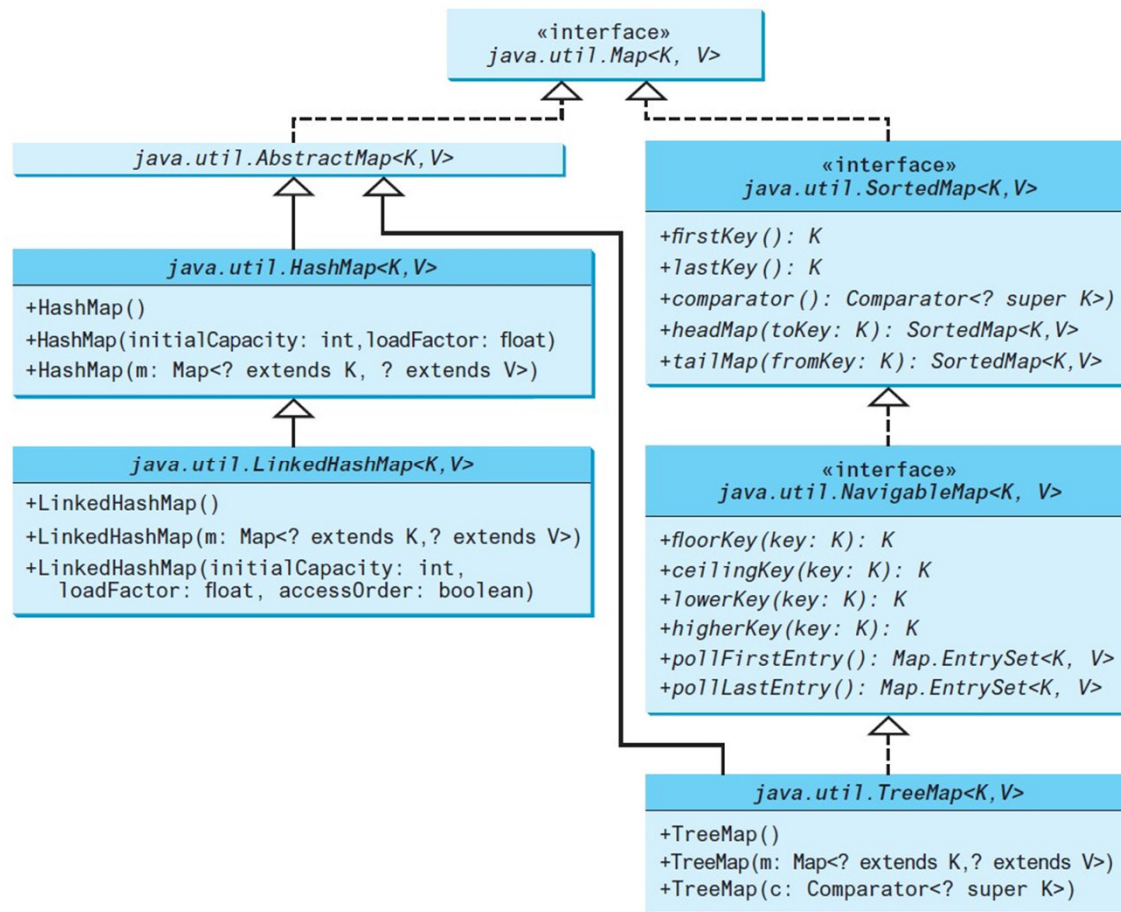 «interface»
java.util.Map<K, V>
java.util.AbstractMap<K,V>
java.util.HashMap<K,V>
+HashMap()
+HashMap(initialCapacity: int,loadFactor: float)
+HashMap(m: Map<? extends K, ? extends V>)
java.util.LinkedHashMap<K,V>
+LinkedHashMap()
+LinkedHashMap(m: Map<? extends K,? extends V>)
+LinkedHashMap(initialCapacity: int,
loadFactor: float, accessOrder: boolean)
«interface»
java.util.SortedMap<K,V>
+firstKey(): K
+lastKey(): K
+comparator(): Comparator<? super K>)
+headMap(toKey: K): SortedMap<K,V>
+tailMap(fromKey: K): SortedMap<K,V>
«interface»
java.util.NavigableMap<K, V>
+floorKey(key: K): K
+ceilingKey(key: K): K
+lowerKey(key: K): K
+higherKey(key: K): K
+pollFirstEntry(): Map.EntrySet<K, V>
+pollLastEntry(): Map.EntrySet<K, V>
java.util.TreeMap<K,V>
+TreeMap()
+TreeMap(m: Map<? extends K,? extends V>)
+TreeMap(c: Comparator<? super K>)